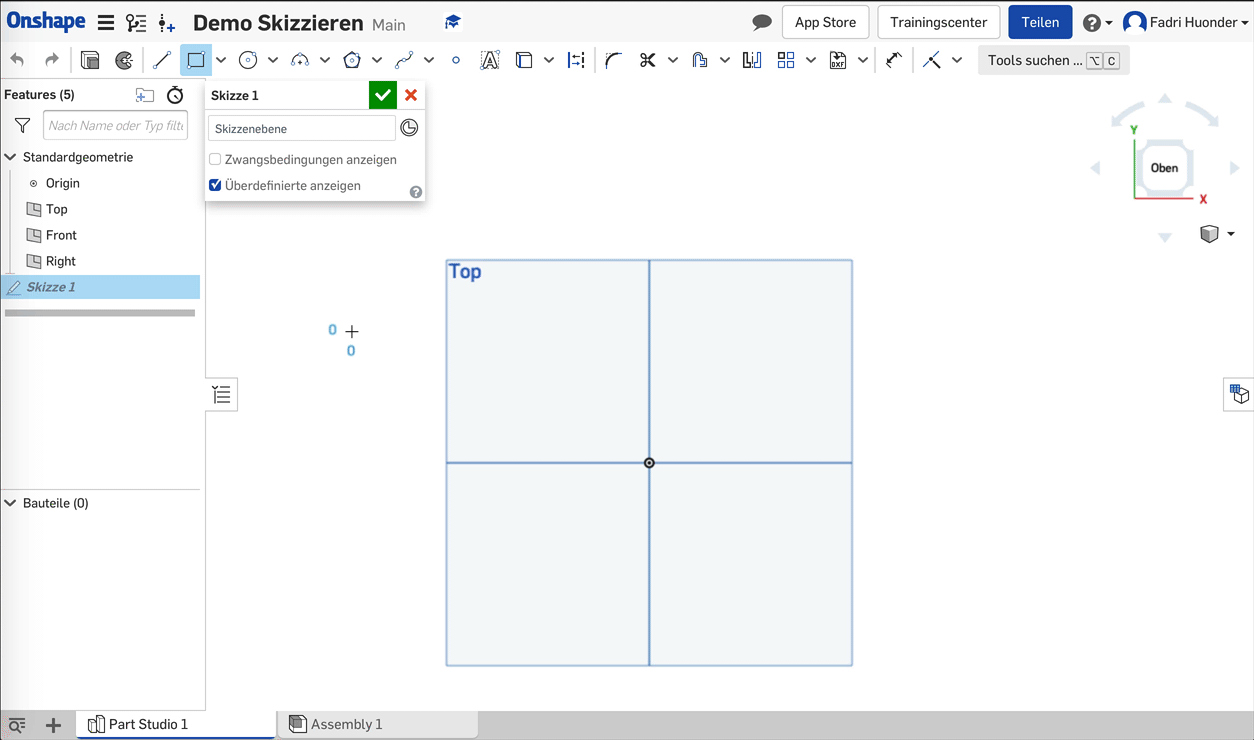 Onshape Demo Skizzieren Main App Store Trainingscenter Teilen Fadri Huonder
DXF Tools suchen ... ⌥ C
Features (5)
Nach Name oder Typ filte
Standardgeometrie
Origin
Top
Front
Right
Skizze 1
Bauteile (0)
Skizze 1
Skizzenebene
Zwangsbedingungen anzeigen
Überdefinierte anzeigen
0
0
Top
Y
Oben
X
Part Studio 1 Assembly 1